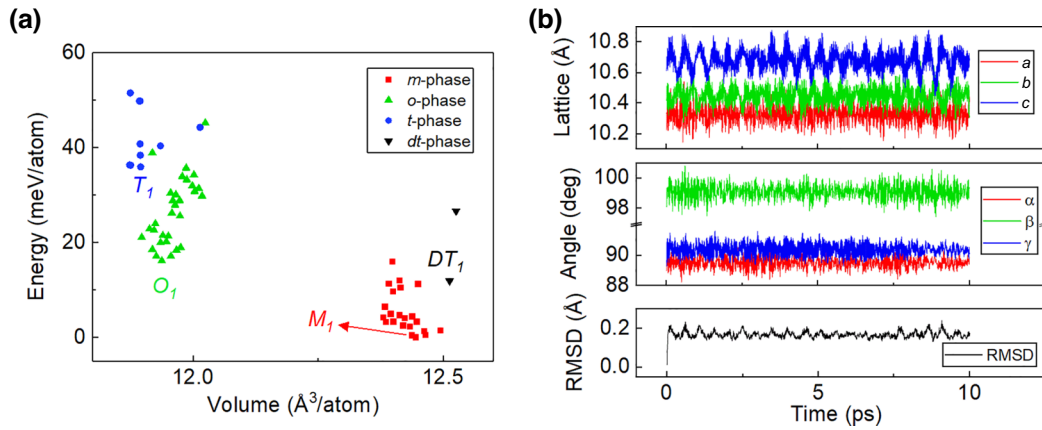 (a)
60
40
20
0
Energy (meV/atom)
12.0
12.5
Volume (Å³/atom)
m-phase
o-phase
t-phase
dt-phase
T₁
O₁
M₁
DT₁
(b)
10.8
10.6
10.4
10.2
Lattice (Å)
a
b
c
100
98
90
88
Angle (deg)
α
β
γ
0.2
0.0
RMSD (Å)
RMSD
0
5
10
Time (ps)